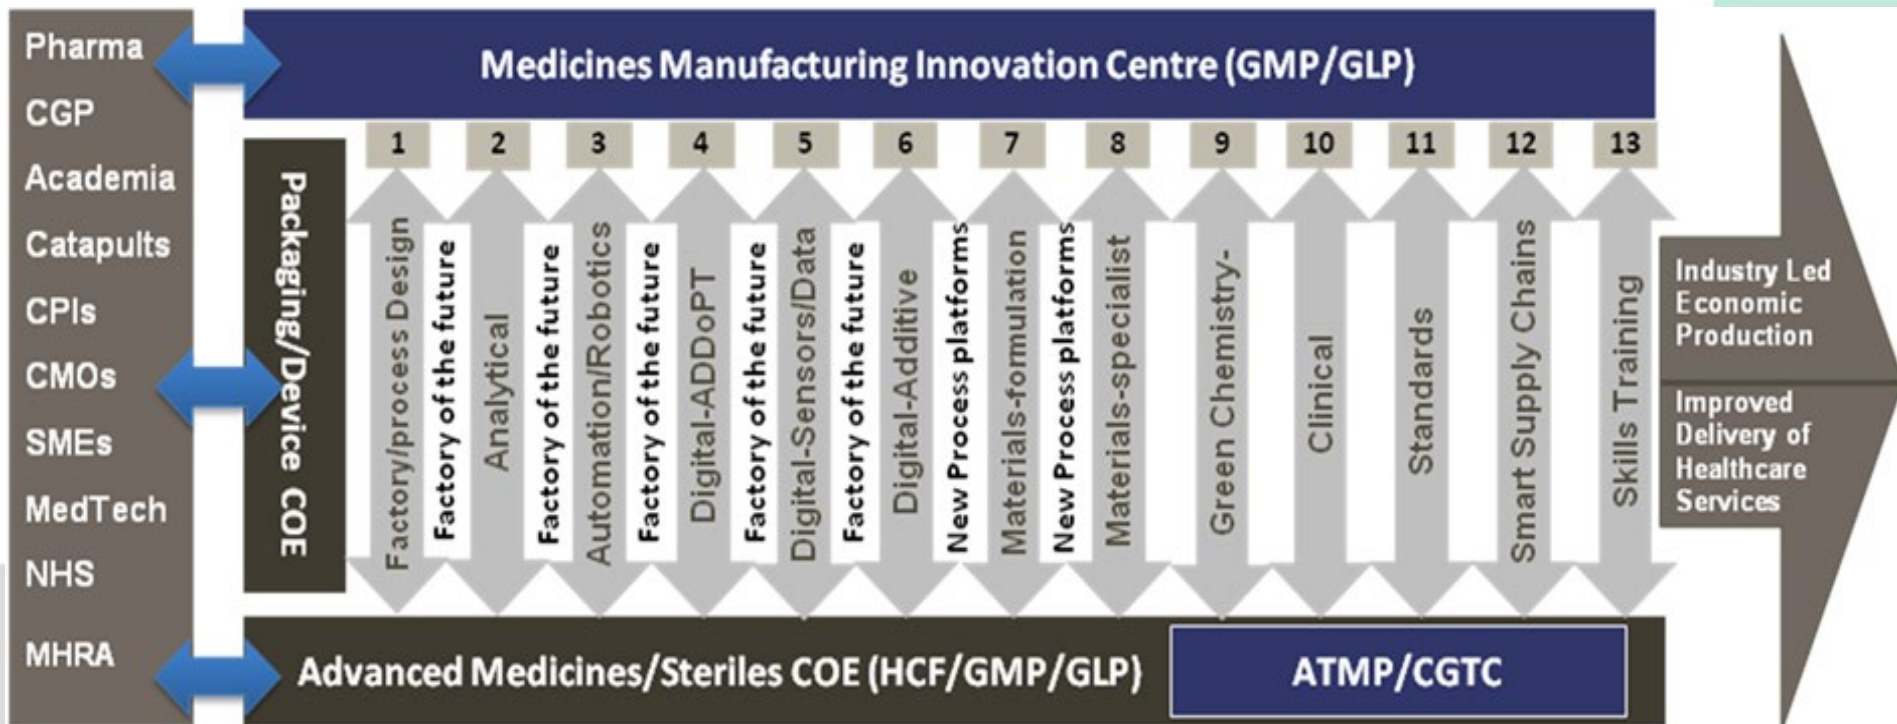 Pharma
CGP
Academia
Catapults
CPIs
CMOs
SMEs
MedTech
NHS
MHRA
Medicines Manufacturing Innovation Centre (GMP/GLP)
Packaging/Device COE
1
2
3
4
5
6
7
8
9
10
11
12
13
Factory/process Design
Factory of the future
Analytical
Factory of the future
Automation/Robotics
Factory of the future
Digital-ADDoPT
Factory of the future
Digital-Sensors/Data
Factory of the future
Digital-Additive
New Process platforms
Materials-formulation
New Process platforms
Materials-specialist
Green Chemistry-
Clinical
Standards
Smart Supply Chains
Skills Training
Advanced Medicines/Steriles COE (HCF/GMP/GLP)
ATMP/CGTC
Industry Led
Economic
Production
Improved
Delivery of
Healthcare
Services